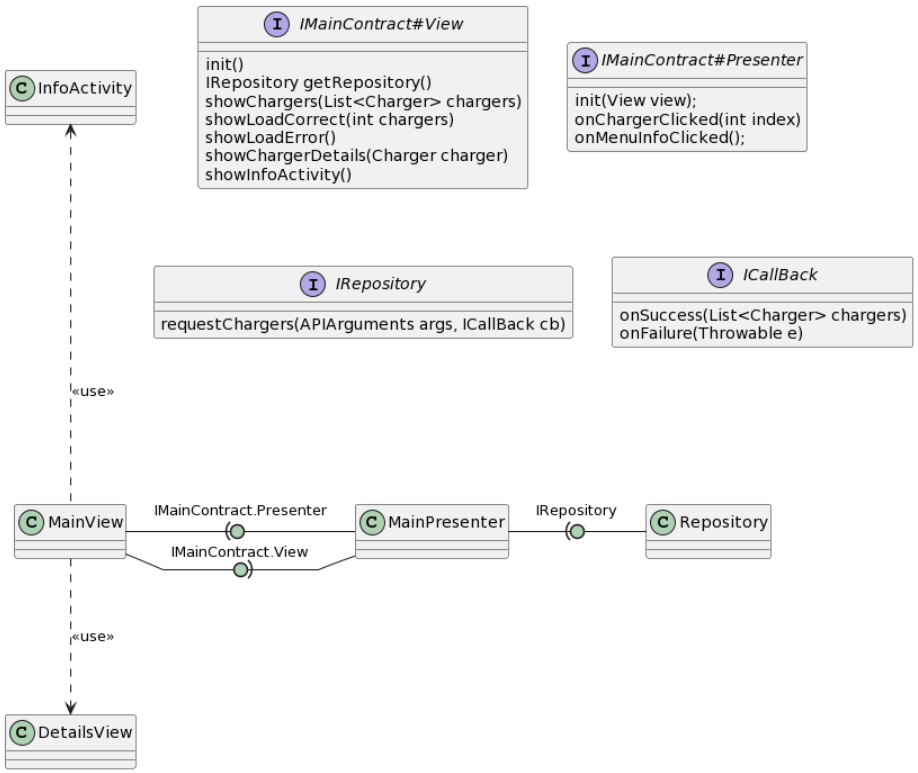 I IMainContract#View
init()
IRepository getRepository()
showChargers(List<Charger> chargers)
showLoadCorrect(int chargers)
showLoadError()
showChargerDetails(Charger charger)
showInfoActivity()
I IMainContract#Presenter
init(View view);
onChargerClicked(int index)
onMenuInfoClicked();
C InfoActivity
I IRepository
requestChargers(APIArguments args, ICallBack cb)
I ICallBack
onSuccess(List<Charger> chargers)
onFailure(Throwable e)
«use»
C MainView
IMainContract.Presenter
IMainContract.View
C MainPresenter
IRepository
C Repository
«use»
C DetailsView